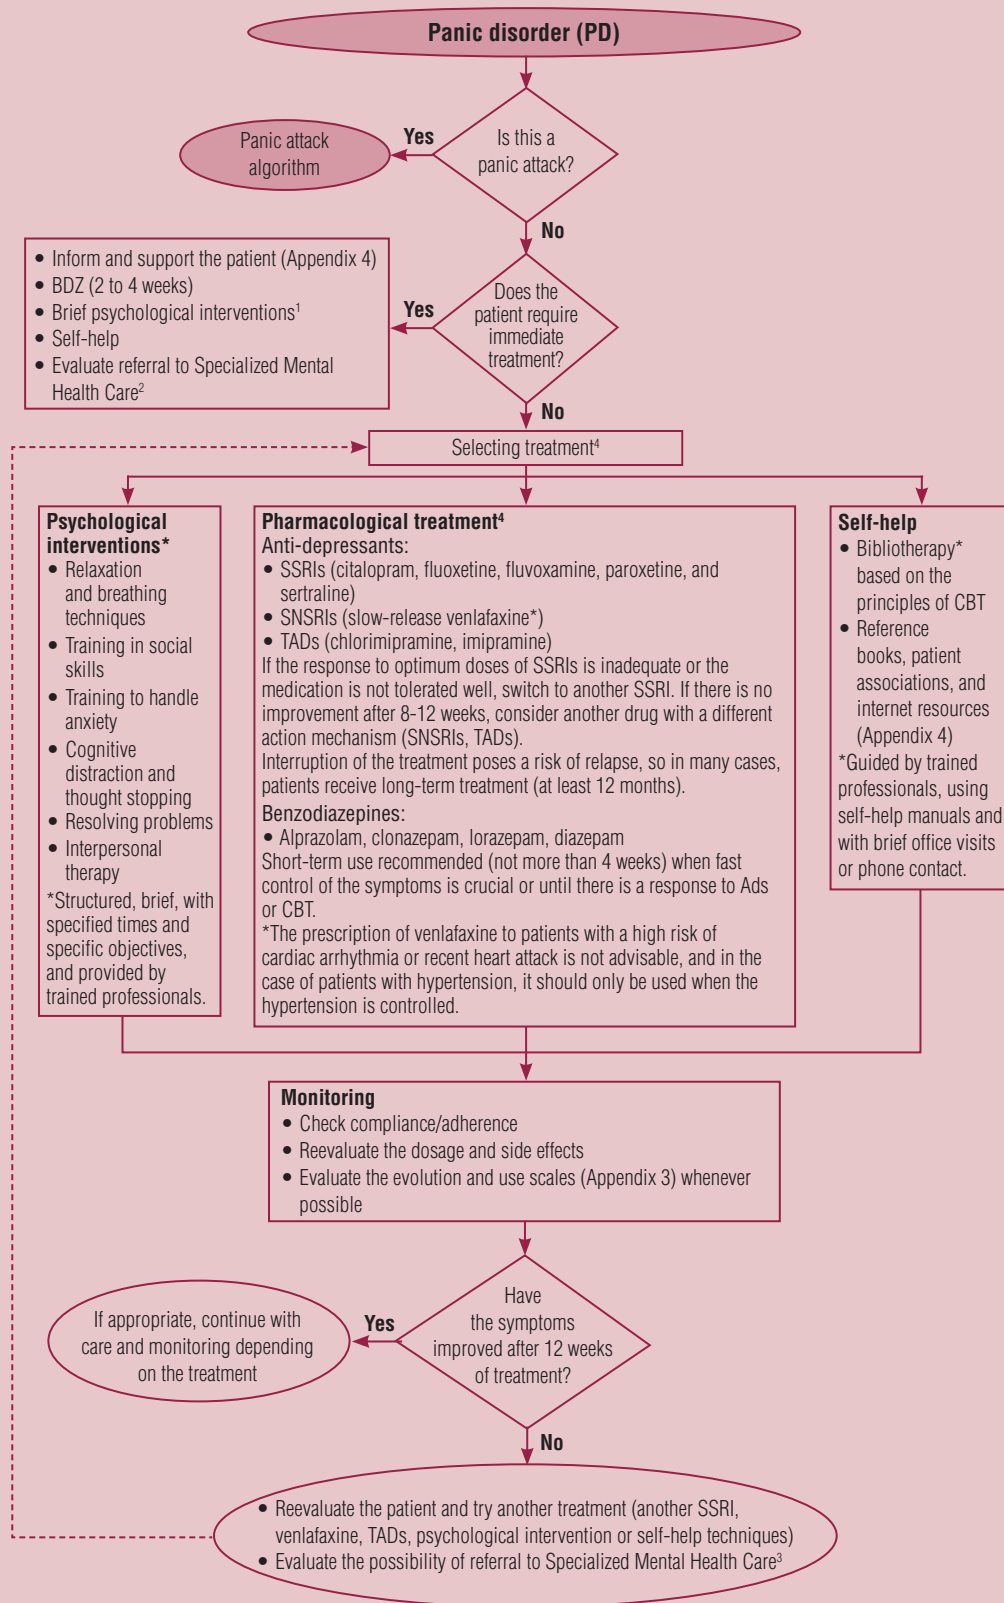 Panic disorder (PD)
Is this a
panic attack?
Yes
Panic attack
algorithm
No
Does the
patient require
immediate
treatment?
Yes
• Inform and support the patient (Appendix 4)
• BDZ (2 to 4 weeks)
• Brief psychological interventions¹
• Self-help
• Evaluate referral to Specialized Mental
Health Care²
No
Selecting treatment⁴
Psychological
interventions*
• Relaxation
and breathing
techniques
• Training in social
skills
• Training to handle
anxiety
• Cognitive
distraction and
thought stopping
• Resolving problems
• Interpersonal
therapy
*Structured, brief, with
specified times and
specific objectives,
and provided by
trained professionals.
Pharmacological treatment⁴
Anti-depressants:
• SSRIs (citalopram, fluoxetine, fluvoxamine, paroxetine, and
sertraline)
• SNSRIs (slow-release venlafaxine*)
• TADs (chlorimipramine, imipramine)
If the response to optimum doses of SSRIs is inadequate or the
medication is not tolerated well, switch to another SSRI. If there is no
improvement after 8-12 weeks, consider another drug with a different
action mechanism (SNSRIs, TADs).
Interruption of the treatment poses a risk of relapse, so in many cases,
patients receive long-term treatment (at least 12 months).
Benzodiazepines:
• Alprazolam, clonazepam, lorazepam, diazepam
Short-term use recommended (not more than 4 weeks) when fast
control of the symptoms is crucial or until there is a response to Ads
or CBT.
*The prescription of venlafaxine to patients with a high risk of
cardiac arrhythmia or recent heart attack is not advisable, and in the
case of patients with hypertension, it should only be used when the
hypertension is controlled.
Self-help
• Bibliotherapy*
based on the
principles of CBT
• Reference
books, patient
associations, and
internet resources
(Appendix 4)
*Guided by trained
professionals, using
self-help manuals and
with brief office visits
or phone contact.
Monitoring
• Check compliance/adherence
• Reevaluate the dosage and side effects
• Evaluate the evolution and use scales (Appendix 3) whenever
possible
Have
the symptoms
improved after 12 weeks
of treatment?
Yes
If appropriate, continue with
care and monitoring depending
on the treatment
No
• Reevaluate the patient and try another treatment (another SSRI,
venlafaxine, TADs, psychological intervention or self-help techniques)
• Evaluate the possibility of referral to Specialized Mental Health Care³